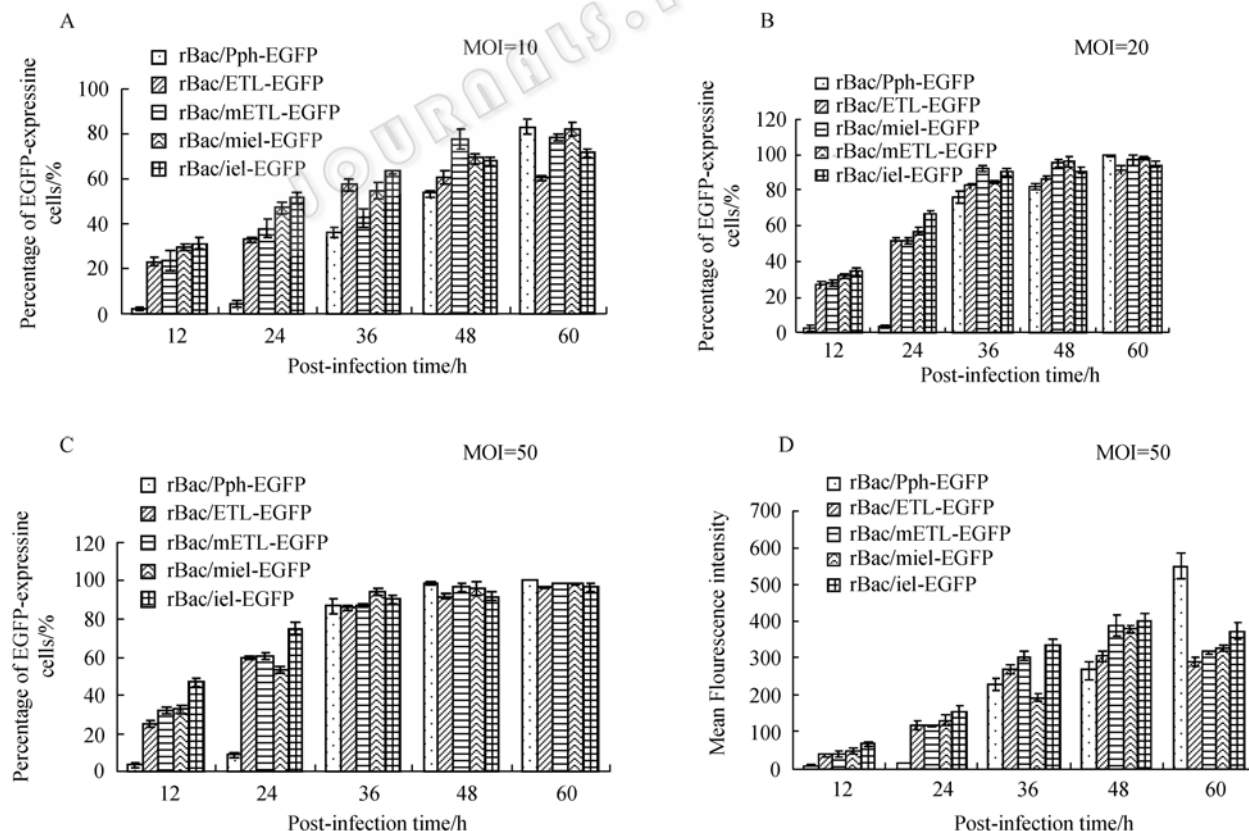 JOURNALS.
A
MOI=10
rBac/Pph-EGFP
rBac/ETL-EGFP
rBac/mETL-EGFP
rBac/miel-EGFP
rBac/iel-EGFP
Percentage of EGFP-expressine
cells/%
100
80
60
40
20
0
12 24 36 48 60
Post-infection time/h
B
MOI=20
rBac/Pph-EGFP
rBac/ETL-EGFP
rBac/miel-EGFP
rBac/mETL-EGFP
rBac/iel-EGFP
Percentage of EGFP-expressine
cells/%
120
100
80
60
40
20
0
12 24 36 48 60
Post-infection time/h
C
MOI=50
rBac/Pph-EGFP
rBac/ETL-EGFP
rBac/mETL-EGFP
rBac/miel-EGFP
rBac/iel-EGFP
Percentage of EGFP-expressine
cells/%
120
100
80
60
40
20
0
12 24 36 48 60
Post-infection time/h
D
MOI=50
rBac/Pph-EGFP
rBac/ETL-EGFP
rBac/mETL-EGFP
rBac/miel-EGFP
rBac/iel-EGFP
Mean Flourescence intensity
700
600
500
400
300
200
100
0
12 24 36 48 60
Post-infection time/h